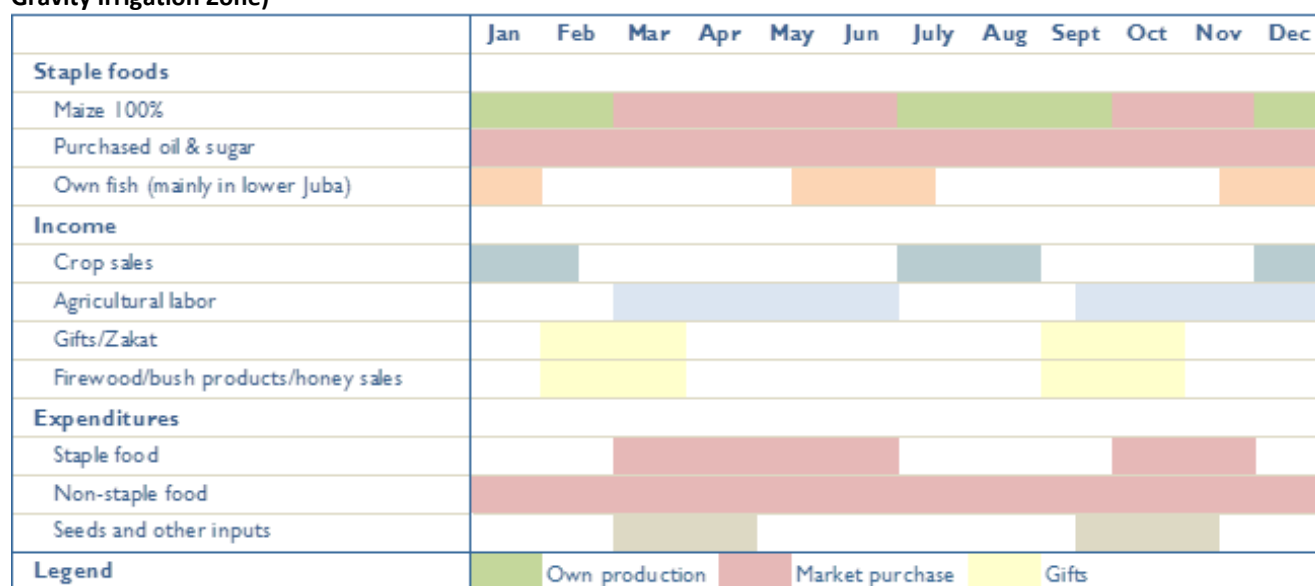 Gravity Irrigation Zone)
Jan Feb Mar Apr May Jun July Aug Sept Oct Nov Dec
Staple foods
Maize 100%
Purchased oil & sugar
Own fish (mainly in lower Juba)
Income
Crop sales
Agricultural labor
Gifts/Zakat
Firewood/bush products/honey sales
Expenditures
Staple food
Non-staple food
Seeds and other inputs
Legend Own production Market purchase Gifts